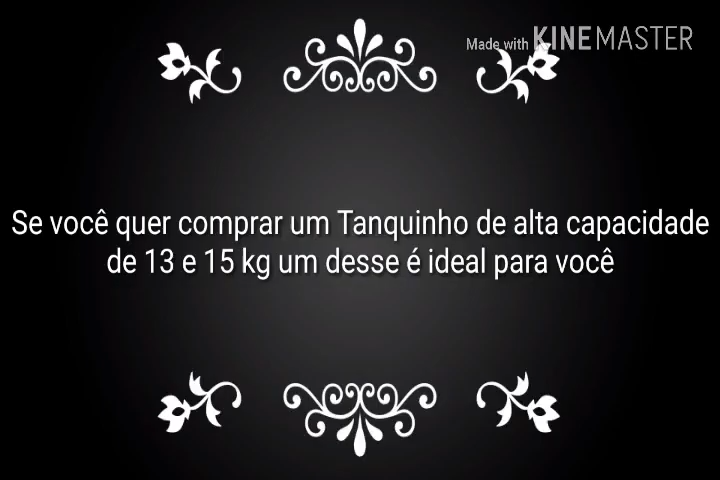 Made with KINEMASTER
Se você quer comprar um Tanquinho de alta capacidade
de 13 e 15 kg um desse é ideal para você